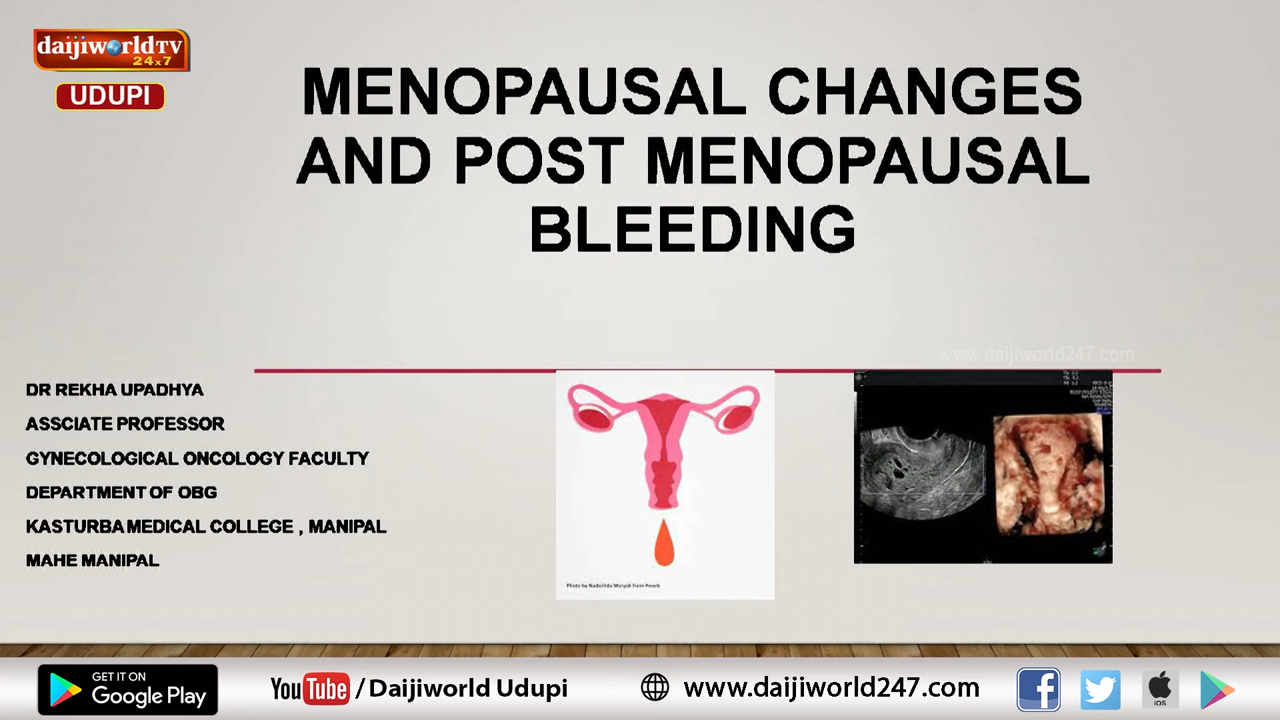 daijiworldTV
24x7
UDUPI
MENOPAUSAL CHANGES
AND POST MENOPAUSAL
BLEEDING
www.daijiworld247.com
DR REKHA UPADHYA
ASSCIATE PROFESSOR
GYNECOLOGICAL ONCOLOGY FACULTY
DEPARTMENT OF OBG
KASTURBA MEDICAL COLLEGE , MANIPAL
MAHE MANIPAL
GET IT ON
Google Play
YouTube / Daijiworld Udupi
www.daijiworld247.com
iOS